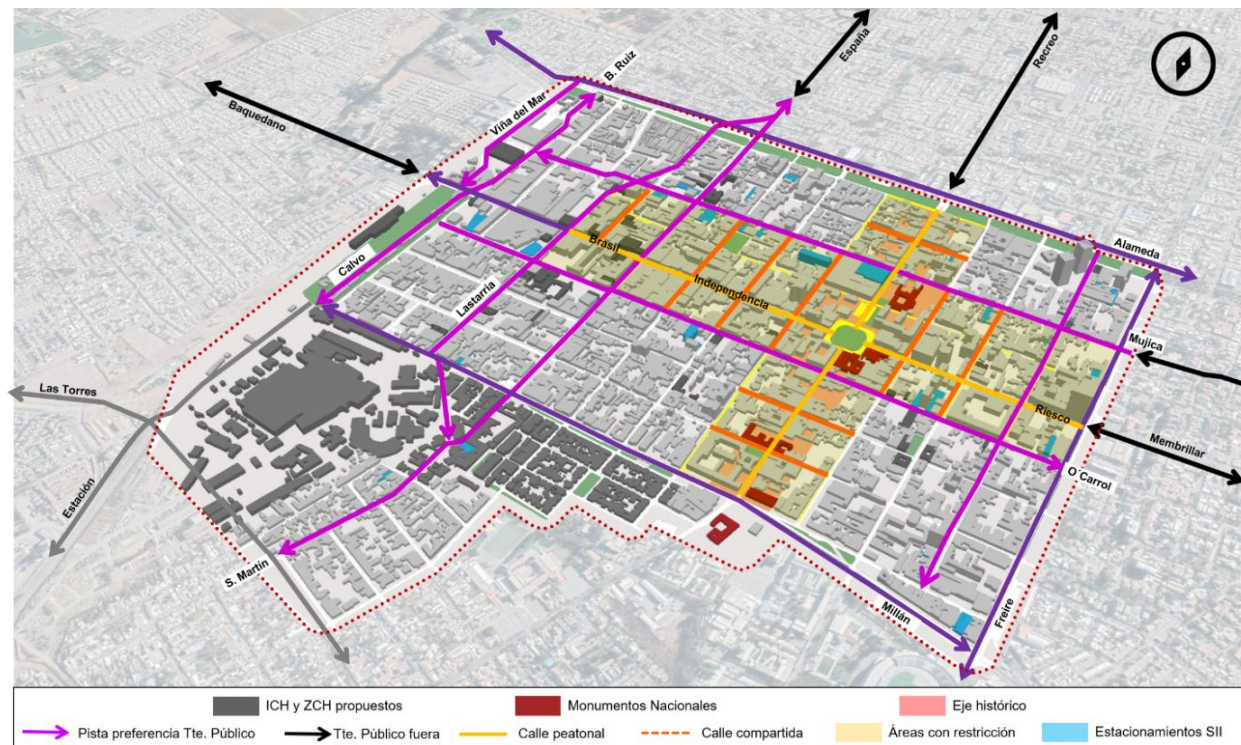 España
Recreo
B. Ruiz
Viña del Mar
Baquedano
Alameda
Brasil
Calvo
Independencia
Lastarria
Mujica
Las Torres
Riesco
Membrillar
O´Carrol
Estación
S. Martín
Millán
Freire
ICH y ZCH propuestos
Monumentos Nacionales
Eje histórico
Pista preferencia Tte. Público
Tte. Público fuera
Calle peatonal
Calle compartida
Áreas con restricción
Estacionamientos SII